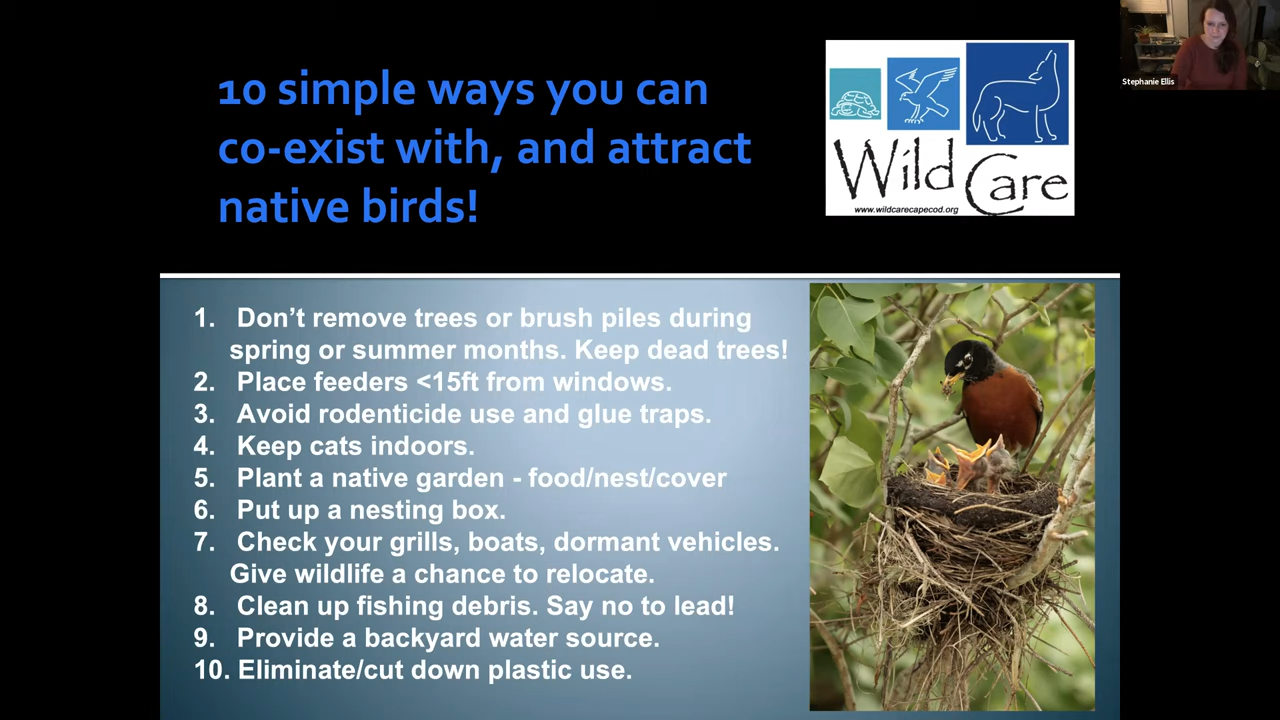 10 simple ways you can
co-exist with, and attract
native birds!
Wild Care
www.wildcarecapecod.org
Stephanie Ellis
1. Don't remove trees or brush piles during
spring or summer months. Keep dead trees!
2. Place feeders <15ft from windows.
3. Avoid rodenticide use and glue traps.
4. Keep cats indoors.
5. Plant a native garden - food/nest/cover
6. Put up a nesting box.
7. Check your grills, boats, dormant vehicles.
Give wildlife a chance to relocate.
8. Clean up fishing debris. Say no to lead!
9. Provide a backyard water source.
10. Eliminate/cut down plastic use.